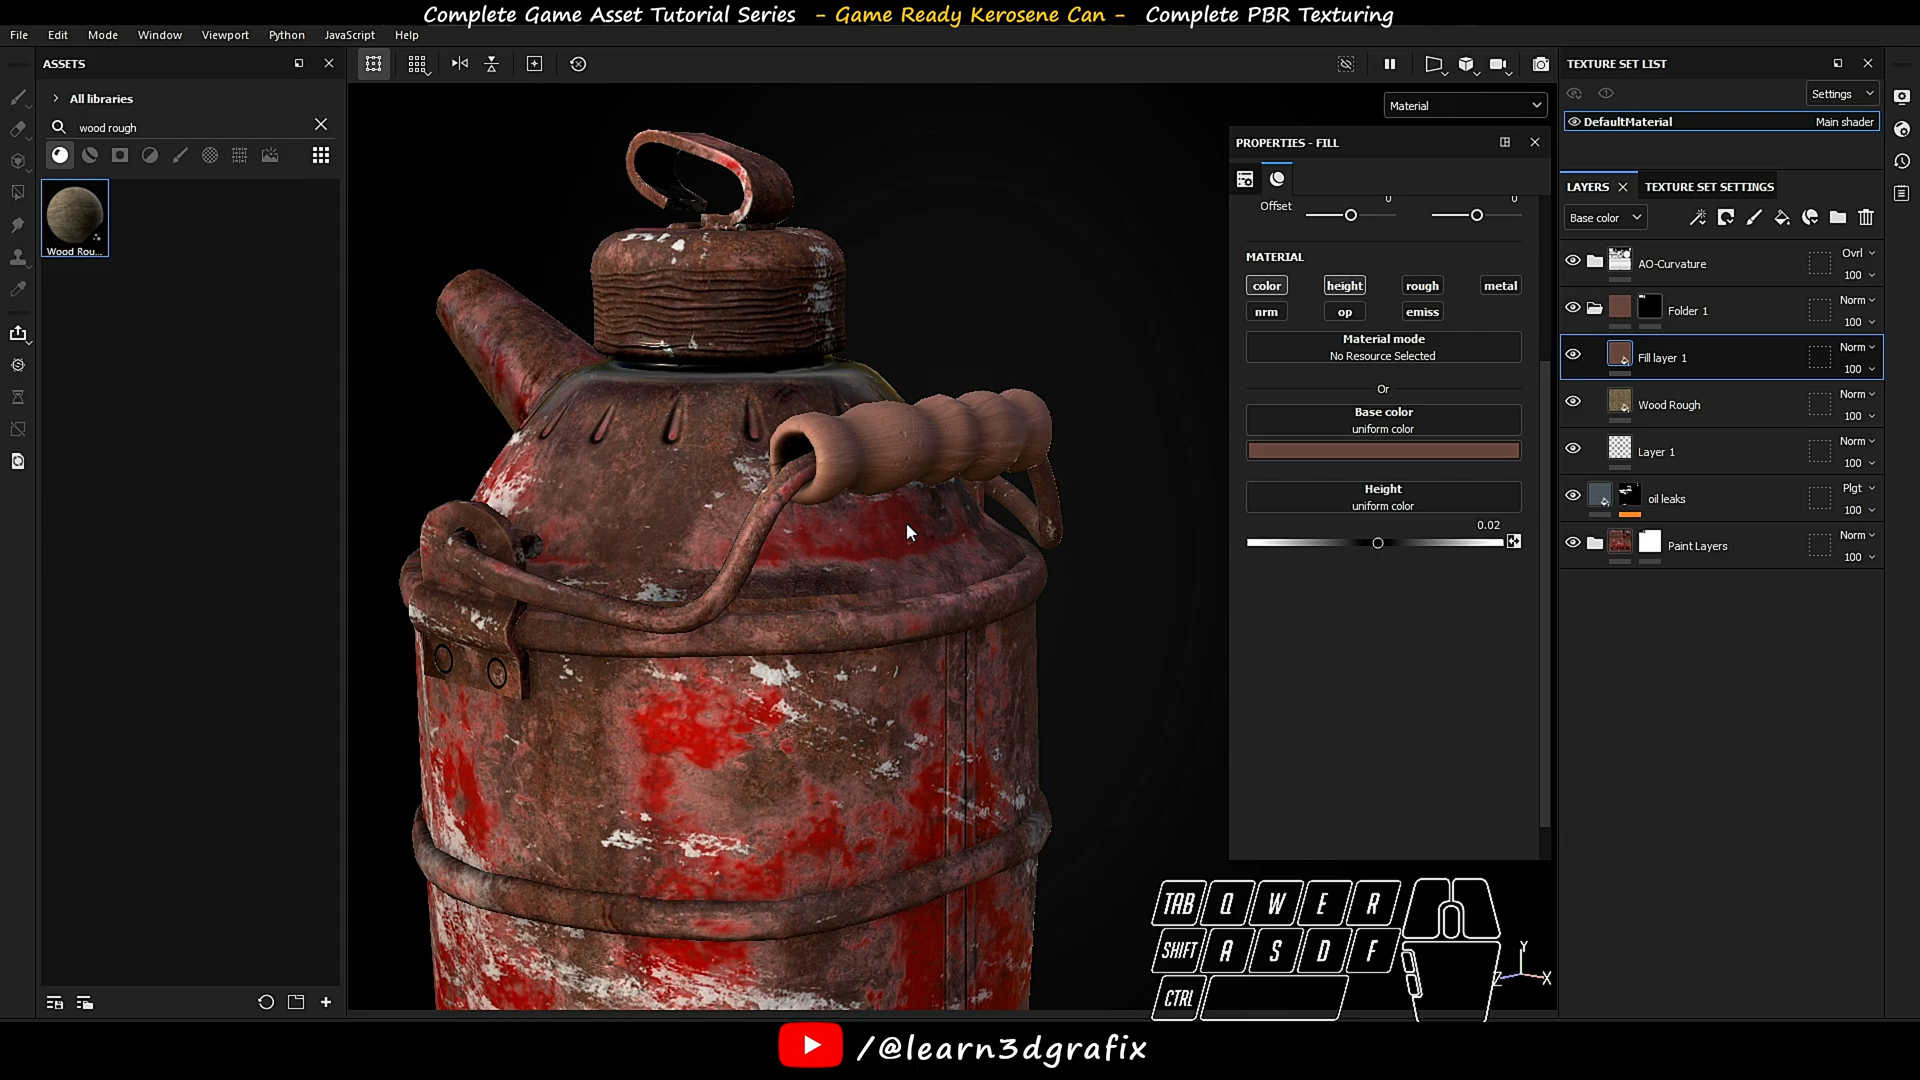 Complete Game Asset Tutorial Series - Game Ready Kerosene Can - Complete PBR Texturing
File Edit Mode Window Viewport Python JavaScript Help
ASSETS
All libraries
wood rough
Wood Rou...
Material
PROPERTIES - FILL
Offset
0
0
MATERIAL
color height rough metal
nrm op emiss
Material mode
No Resource Selected
Or
Base color
uniform color
Height
uniform color
0.02
TEXTURE SET LIST
Settings
DefaultMaterial Main shader
LAYERS TEXTURE SET SETTINGS
Base color
AO-Curvature Ovrl
100
Folder 1 Norm
100
Fill layer 1 Norm
100
Wood Rough Norm
100
Layer 1 Norm
100
oil leaks Plgt
100
Paint Layers Norm
100
TAB Q W E R
SHIFT A S D F
CTRL
Y
Z X
/@learn3dgrafix